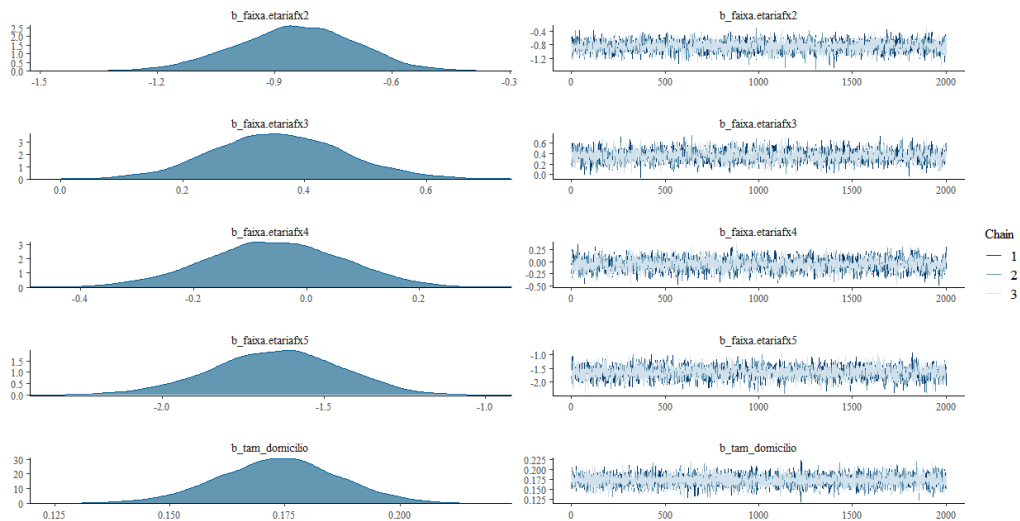 b_faixa.etariafx2
2.5
2.0
1.5
1.0
0.5
0.0
-1.5 -1.2 -0.9 -0.6 -0.3
b_faixa.etariafx2
-0.4
-0.8
-1.2
0 500 1000 1500 2000
b_faixa.etariafx3
3
2
1
0
0.0 0.2 0.4 0.6
b_faixa.etariafx3
0.6
0.4
0.2
0.0
0 500 1000 1500 2000
b_faixa.etariafx4
3
2
1
0
-0.4 -0.2 0.0 0.2
b_faixa.etariafx4
0.25
0.00
-0.25
-0.50
0 500 1000 1500 2000
b_faixa.etariafx5
1.5
1.0
0.5
0.0
-2.0 -1.5 -1.0
b_faixa.etariafx5
-1.0
-1.5
-2.0
0 500 1000 1500 2000
b_tam_domicilio
30
20
10
0
0.125 0.150 0.175 0.200
b_tam_domicilio
0.225
0.200
0.175
0.150
0.125
0 500 1000 1500 2000
Chain
1
2
3